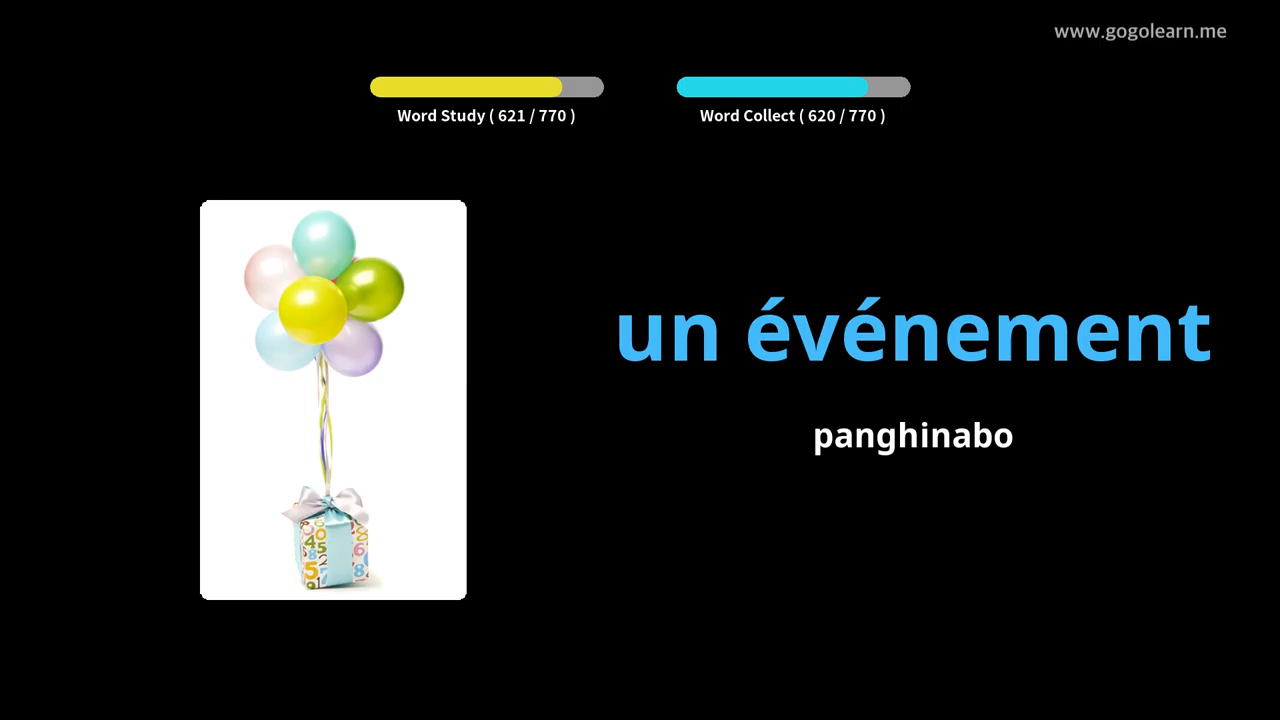 www.gogolearn.me
Word Study ( 621 / 770 )
Word Collect ( 620 / 770 )
un événement
panghinabo